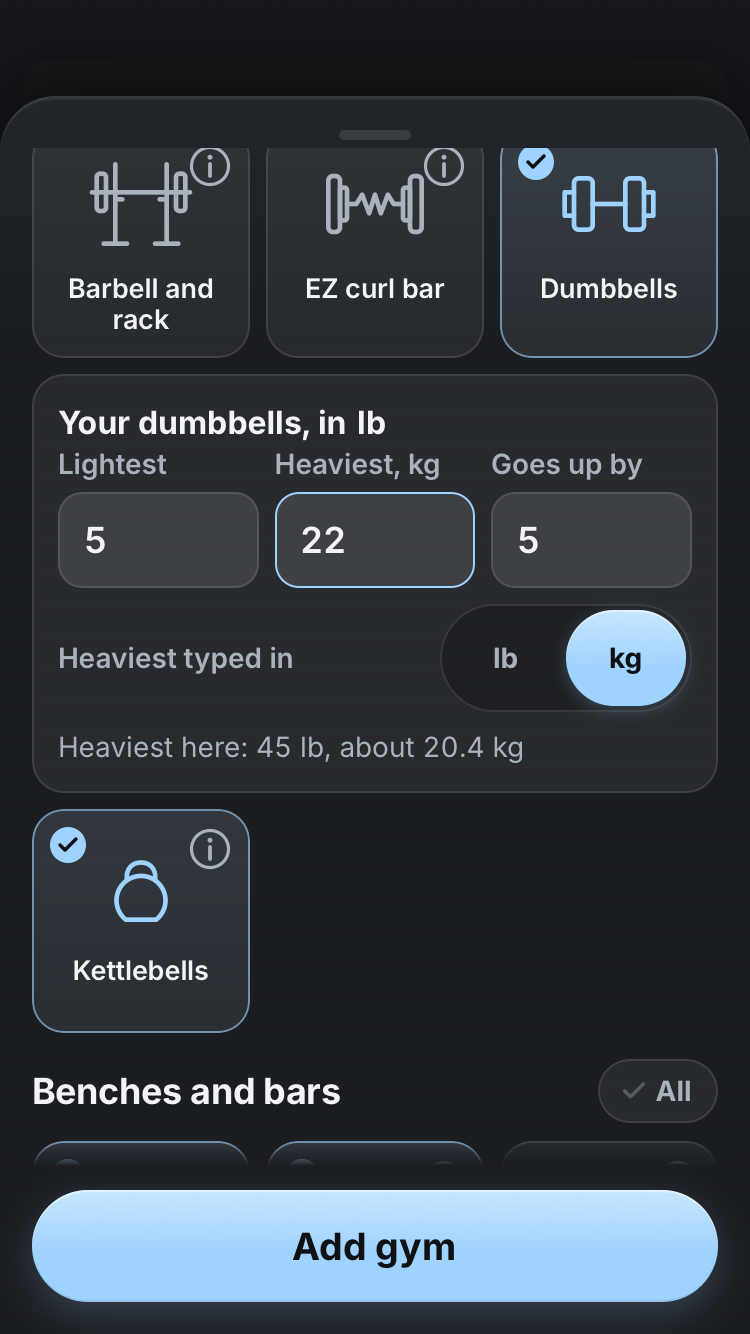 Barbell and
rack
EZ curl bar
Dumbbells
Your dumbbells, in lb
Lightest
Heaviest, kg
Goes up by
5
22
5
Heaviest typed in
lb
kg
Heaviest here: 45 lb, about 20.4 kg
Kettlebells
Benches and bars
All
Add gym